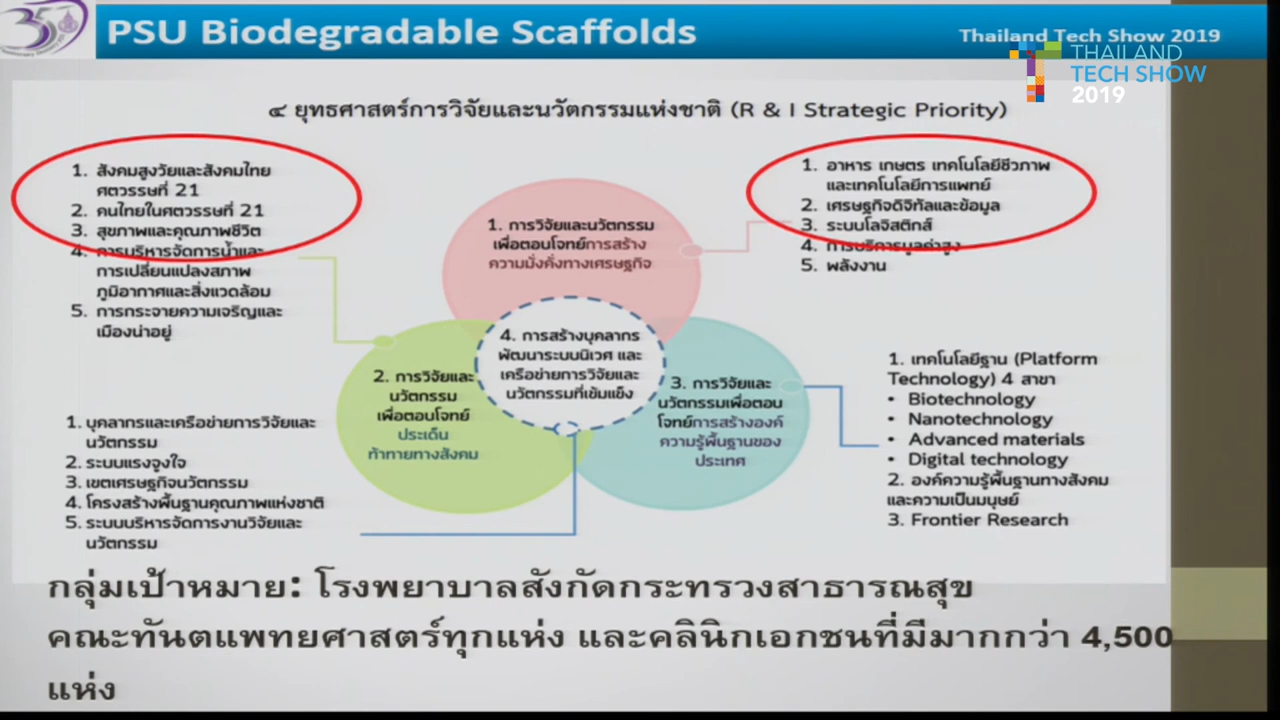 35
PSU Biodegradable Scaffolds
Thailand Tech Show 2019
THAILAND
TECH SHOW
2019
๔ ยุทธศาสตร์การวิจัยและนวัตกรรมแห่งชาติ (R & I Strategic Priority)
1. สังคมสูงวัยและสังคมไทย
ศตวรรษที่ 21
2. คนไทยในศตวรรษที่ 21
3. สุขภาพและคุณภาพชีวิต
4. การบริหารจัดการน้ำและ
การเปลี่ยนแปลงสภาพ
ภูมิอากาศและสิ่งแวดล้อม
5. การกระจายความเจริญและ
เมืองน่าอยู่
1. อาหาร เกษตร เทคโนโลยีชีวภาพ
และเทคโนโลยีการแพทย์
2. เศรษฐกิจดิจิทัลและข้อมูล
3. ระบบโลจิสติกส์
4. การบริการมูลค่าสูง
5. พลังงาน
1. การวิจัยและนวัตกรรม
เพื่อตอบโจทย์การสร้าง
ความมั่งคั่งทางเศรษฐกิจ
4. การสร้างบุคลากร
พัฒนาระบบนิเวศ และ
เครือข่ายการวิจัยและ
นวัตกรรมที่เข้มแข็ง
2. การวิจัยและ
นวัตกรรม
เพื่อตอบโจทย์
ประเด็น
ท้าทายทางสังคม
3. การวิจัยและ
นวัตกรรมเพื่อตอบ
โจทย์การสร้างองค์
ความรู้พื้นฐานของ
ประเทศ
1. เทคโนโลยีฐาน (Platform
Technology) 4 สาขา
• Biotechnology
• Nanotechnology
• Advanced materials
• Digital technology
2. องค์ความรู้พื้นฐานทางสังคม
และความเป็นมนุษย์
3. Frontier Research
1. บุคลากรและเครือข่ายการวิจัยและ
นวัตกรรม
2. ระบบแรงจูงใจ
3. เขตเศรษฐกิจนวัตกรรม
4. โครงสร้างพื้นฐานคุณภาพแห่งชาติ
5. ระบบบริหารจัดการงานวิจัยและ
นวัตกรรม
กลุ่มเป้าหมาย: โรงพยาบาลสังกัดกระทรวงสาธารณสุข
คณะทันตแพทยศาสตร์ทุกแห่ง และคลินิกเอกชนที่มีมากกว่า 4,500
แห่ง